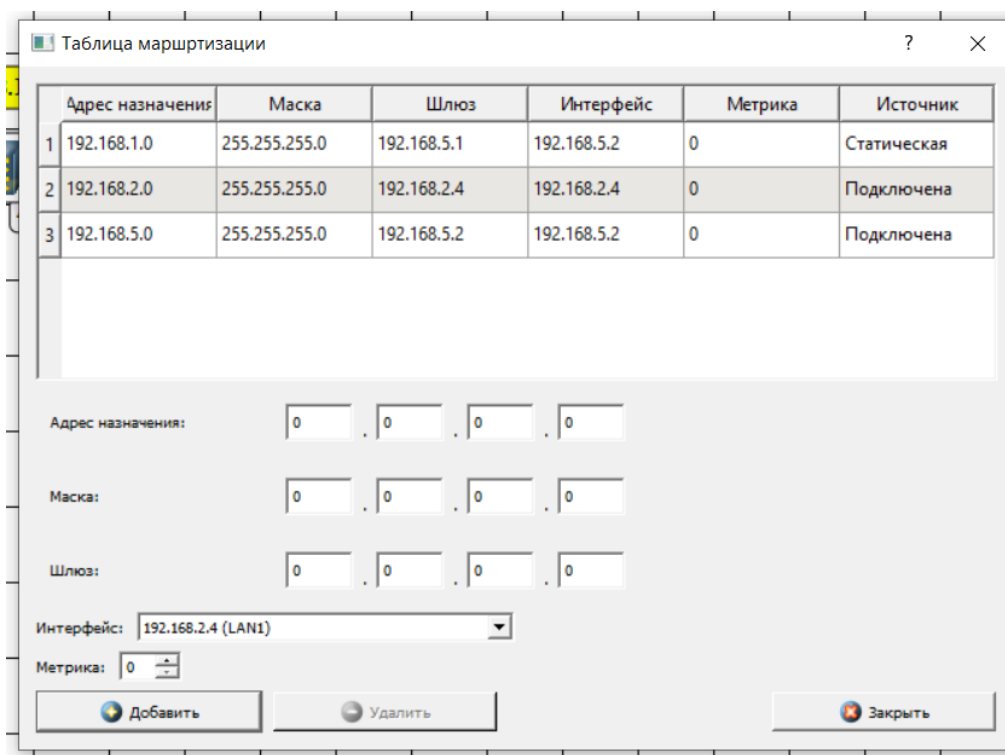 Таблица маршртизации
?
Адрес назначения Маска Шлюз Интерфейс Метрика Источник
1 192.168.1.0 255.255.255.0 192.168.5.1 192.168.5.2 0 Статическая
2 192.168.2.0 255.255.255.0 192.168.2.4 192.168.2.4 0 Подключена
3 192.168.5.0 255.255.255.0 192.168.5.2 192.168.5.2 0 Подключена
Адрес назначения: 0 . 0 . 0 . 0
Маска: 0 . 0 . 0 . 0
Шлюз: 0 . 0 . 0 . 0
Интерфейс: 192.168.2.4 (LAN1)
Метрика: 0
Добавить Удалить Закрыть